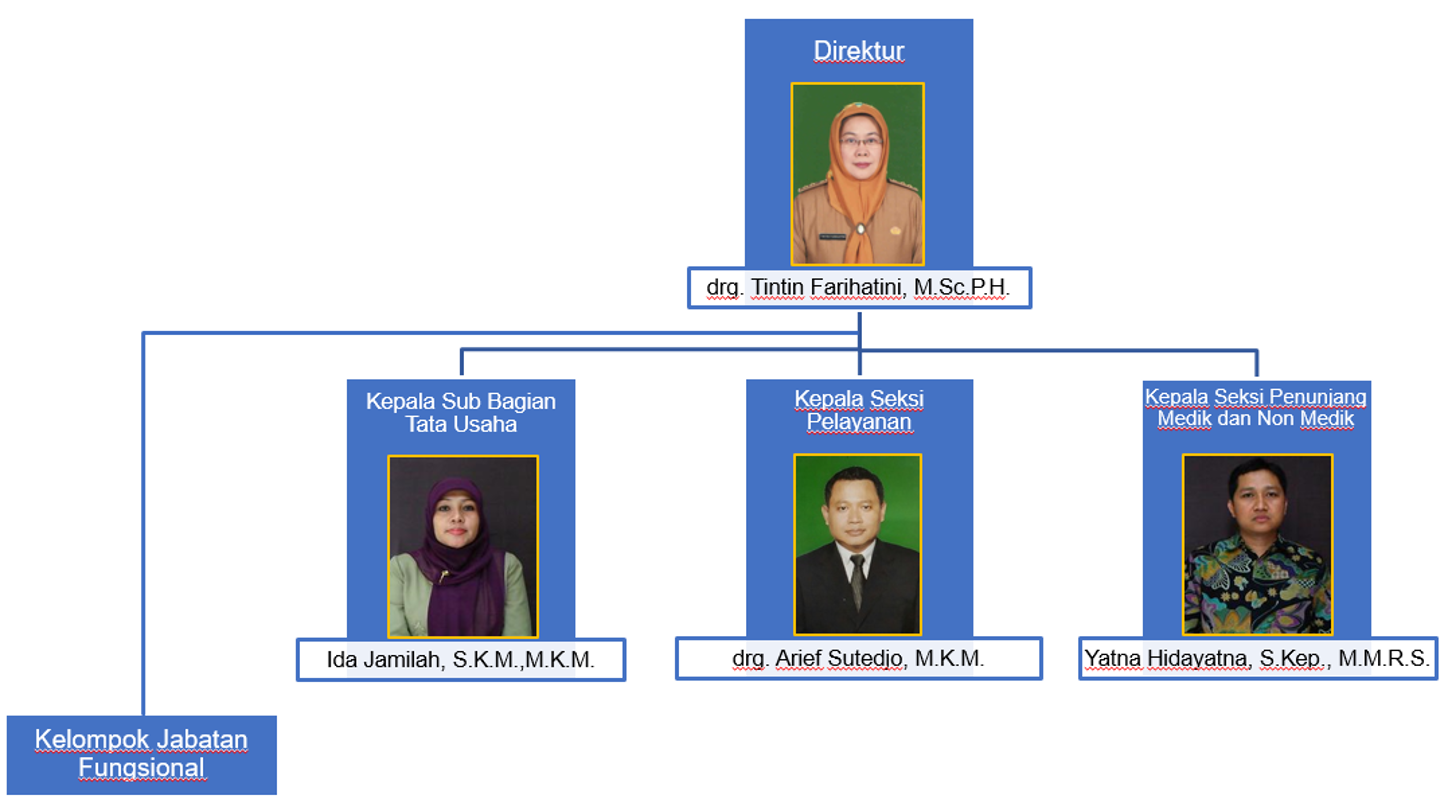 Direktur
drg. Tintin Farihatini, M.Sc.P.H.
Kepala Sub Bagian
Tata Usaha
Ida Jamilah, S.K.M.,M.K.M.
Kepala Seksi
Pelayanan
drg. Arief Sutedjo, M.K.M.
Kepala Seksi Penunjang
Medik dan Non Medik
Yatna Hidayatna, S.Kep., M.M.R.S.
Kelompok Jabatan
Fungsional